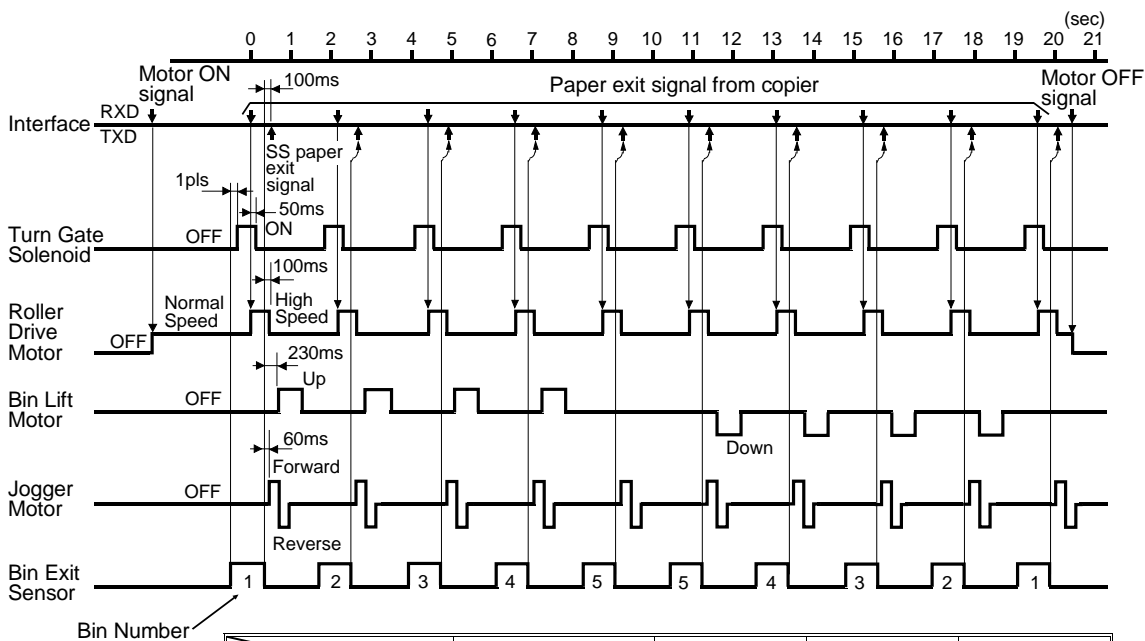 (sec)
0 1 2 3 4 5 6 7 8 9 10 11 12 13 14 15 16 17 18 19 20 21
Motor ON signal
100ms
Paper exit signal from copier
Motor OFF signal
Interface
RXD
TXD
SS paper exit signal
1pls
50ms
ON
Turn Gate Solenoid
OFF
100ms
Roller Drive Motor
OFF
Normal Speed
High Speed
230ms
Up
Bin Lift Motor
OFF
Down
60ms
Forward
Jogger Motor
OFF
Reverse
Bin Exit Sensor
1 2 3 4 5 5 4 3 2 1
Bin Number